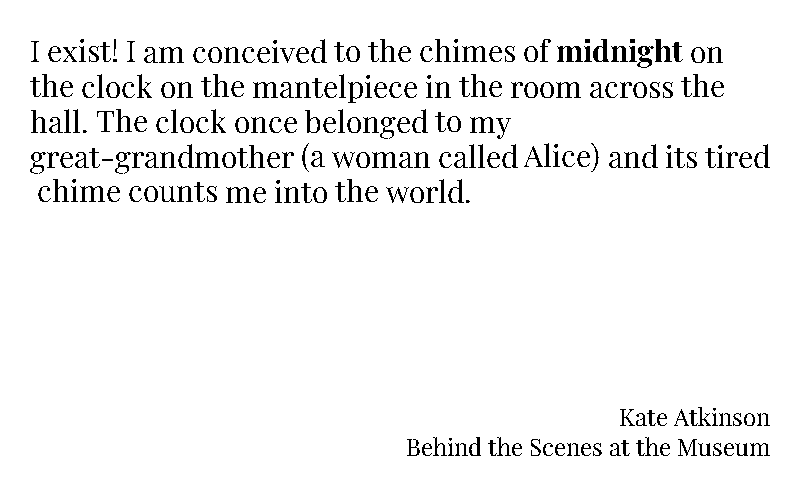 I exist! I am conceived to the chimes of midnight on
the clock on the mantelpiece in the room across the
hall. The clock once belonged to my
great-grandmother (a woman called Alice) and its tired
chime counts me into the world.
Kate Atkinson
Behind the Scenes at the Museum